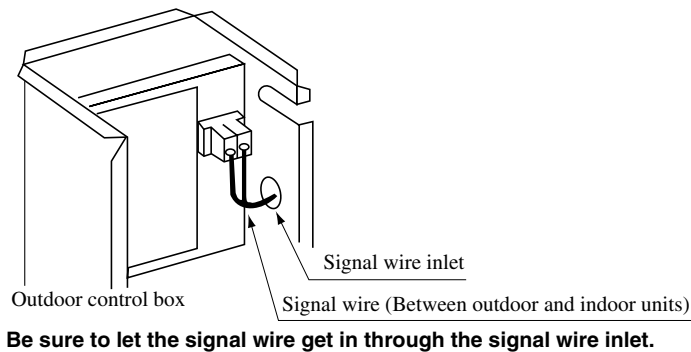 Signal wire inlet
Outdoor control box
Signal wire (Between outdoor and indoor units)
Be sure to let the signal wire get in through the signal wire inlet.